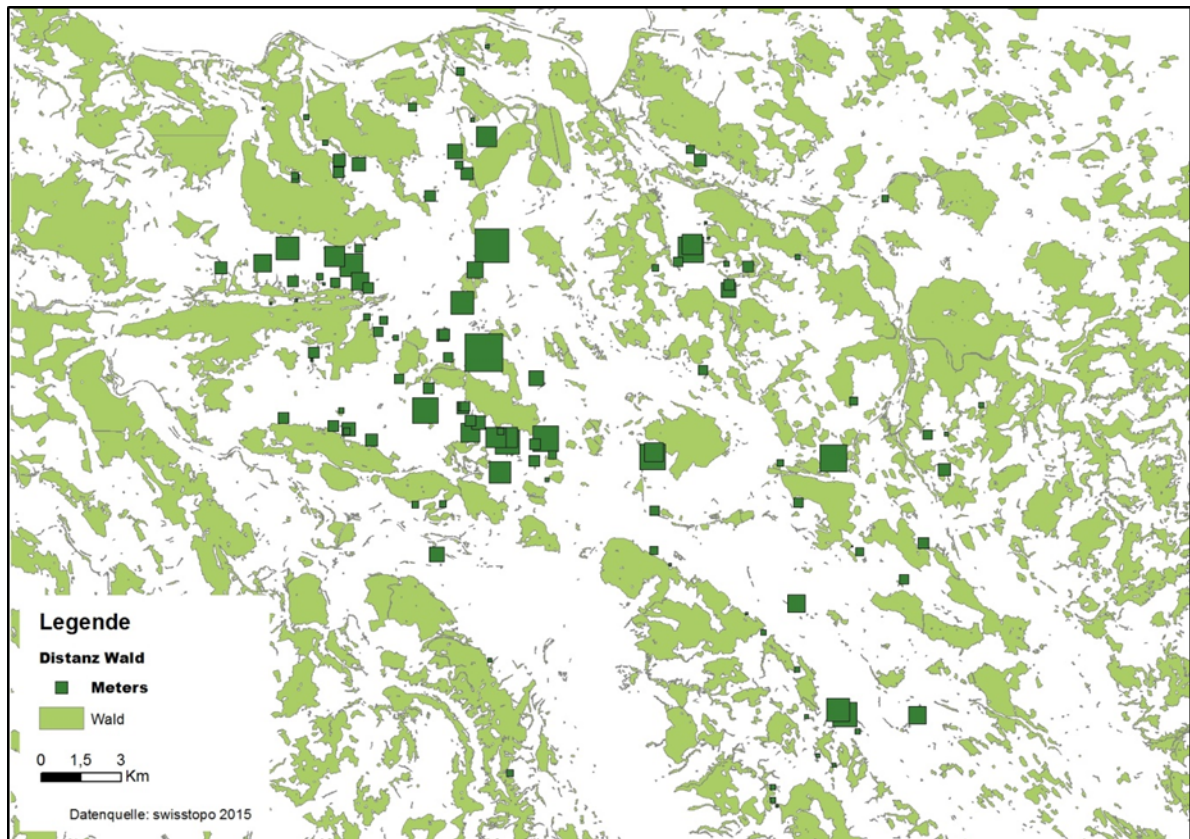 Legende
Distanz Wald
Meters
Wald
0 1,5 3
Km
Datenquelle: swisstopo 2015